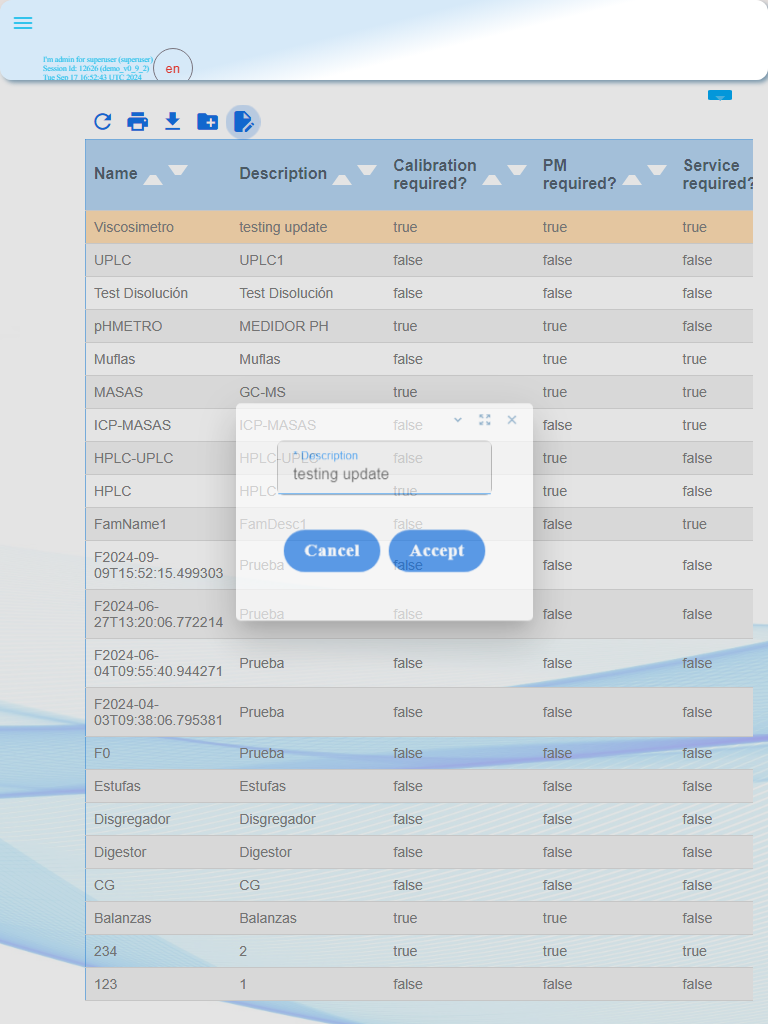 I'm admin for superuser (superuser)
Session Id: 12626 (demo_v0_9_2)
Tue Sep 17 16:52:43 UTC 2024
en
Name Description Calibration required? PM required? Service required?
Viscosimetro testing update true true true
UPLC UPLC1 false false false
Test Disolución Test Disolución false false false
pHMETRO MEDIDOR PH true true false
Muflas Muflas false true true
MASAS GC-MS true true true
ICP-MASAS ICP-MASAS false false true
HPLC-UPLC HPLC-UPLC false true false
HPLC HPLC true false false
FamName1 FamDesc1 false false true
F2024-09-09T15:52:15.499303 Prueba false false false
F2024-06-27T13:20:06.772214 Prueba false false false
F2024-06-04T09:55:40.944271 Prueba false false false
F2024-04-03T09:38:06.795381 Prueba false false false
F0 Prueba false false false
Estufas Estufas false false false
Disgregador Disgregador false false false
Digestor Digestor false false false
CG CG false false false
Balanzas Balanzas true true false
234 2 true true true
123 1 false false false
* Description
testing update
Cancel Accept